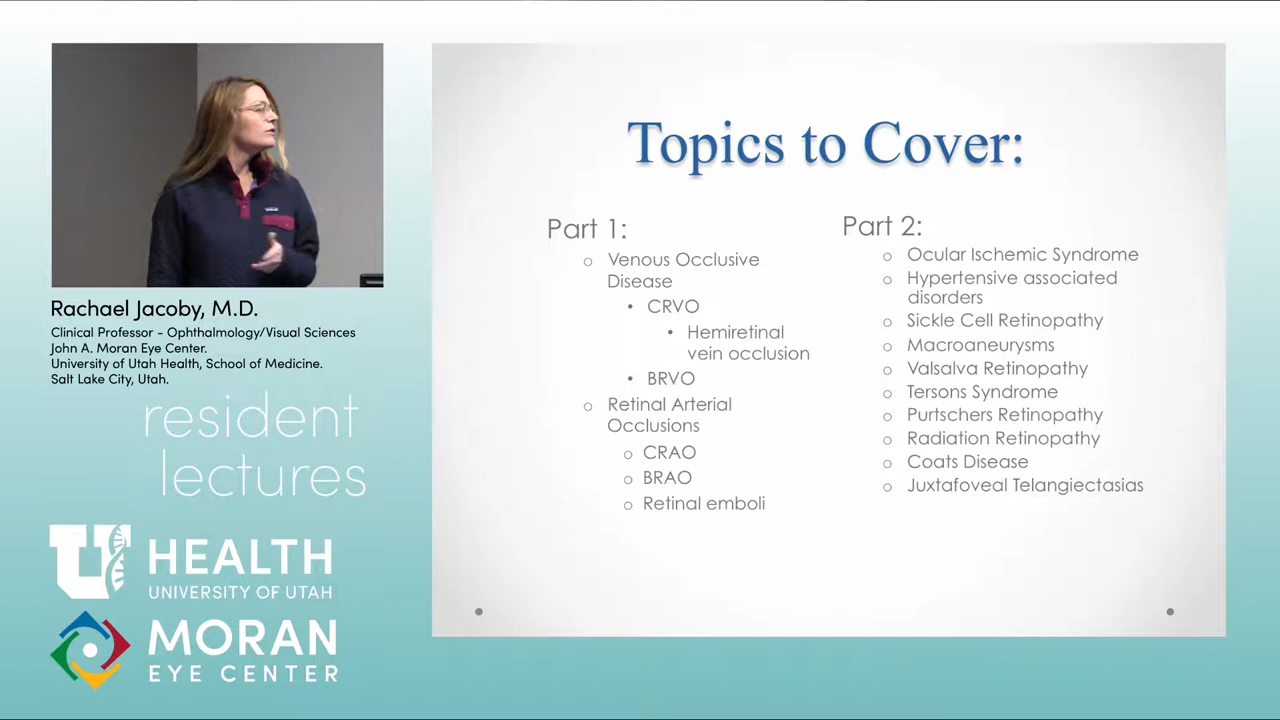 Rachael Jacoby, M.D.
Clinical Professor - Ophthalmology/Visual Sciences
John A. Moran Eye Center.
University of Utah Health, School of Medicine.
Salt Lake City, Utah.
resident
lectures
U
HEALTH
UNIVERSITY OF UTAH
MORAN
EYE CENTER
Topics to Cover:
Part 1:
Venous Occlusive
Disease
CRVO
Hemiretinal
vein occlusion
BRVO
Retinal Arterial
Occlusions
CRAO
BRAO
Retinal emboli
Part 2:
Ocular Ischemic Syndrome
Hypertensive associated
disorders
Sickle Cell Retinopathy
Macroaneurysms
Valsalva Retinopathy
Tersons Syndrome
Purtschers Retinopathy
Radiation Retinopathy
Coats Disease
Juxtafoveal Telangiectasias